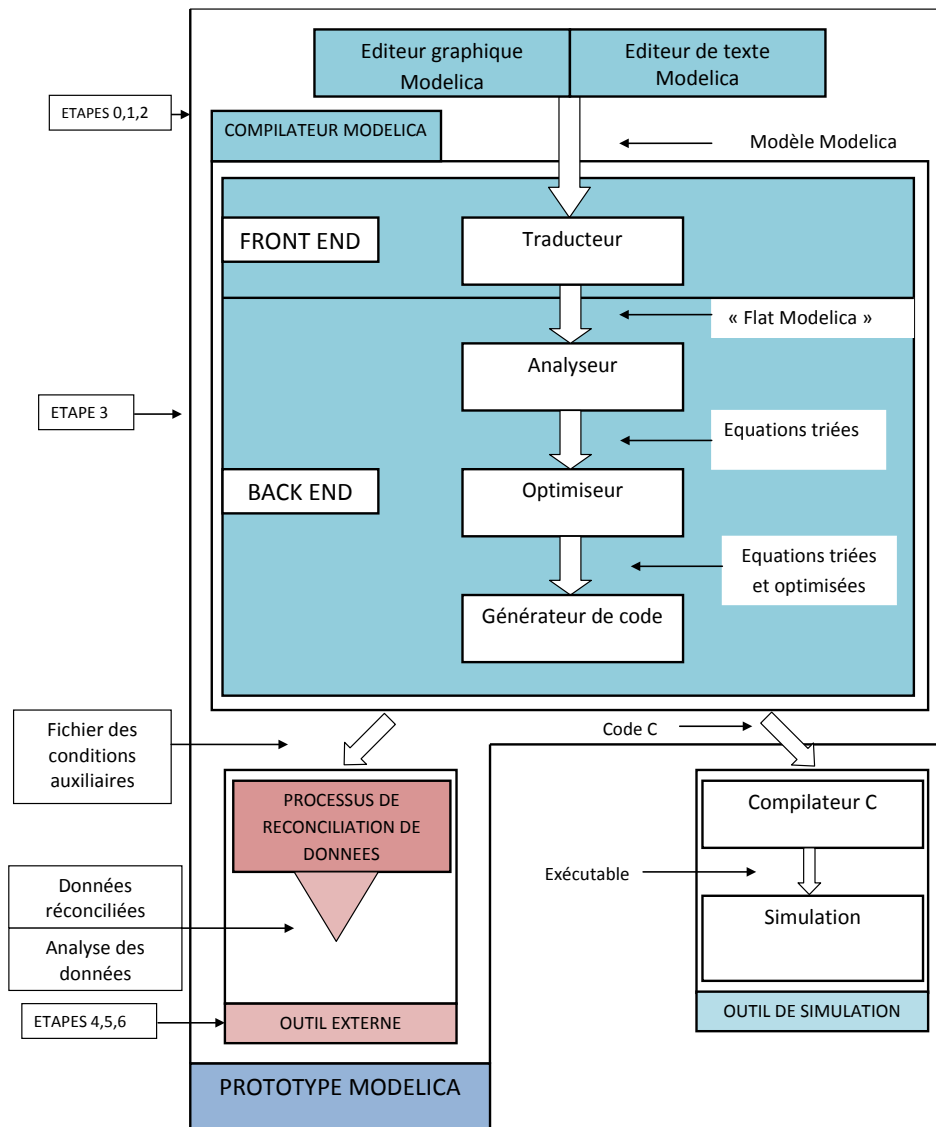 Editeur graphique
Modelica
Editeur de texte
Modelica
ETAPES 0,1,2
COMPILATEUR MODELICA
Modèle Modelica
FRONT END
Traducteur
« Flat Modelica »
Analyseur
ETAPE 3
Equations triées
BACK END
Optimiseur
Equations triées
et optimisées
Générateur de code
Fichier des
conditions
auxiliaires
Code C
PROCESSUS DE
RECONCILIATION DE
DONNEES
Compilateur C
Exécutable
Données
réconciliées
Analyse des
données
Simulation
ETAPES 4,5,6
OUTIL EXTERNE
OUTIL DE SIMULATION
PROTOTYPE MODELICA